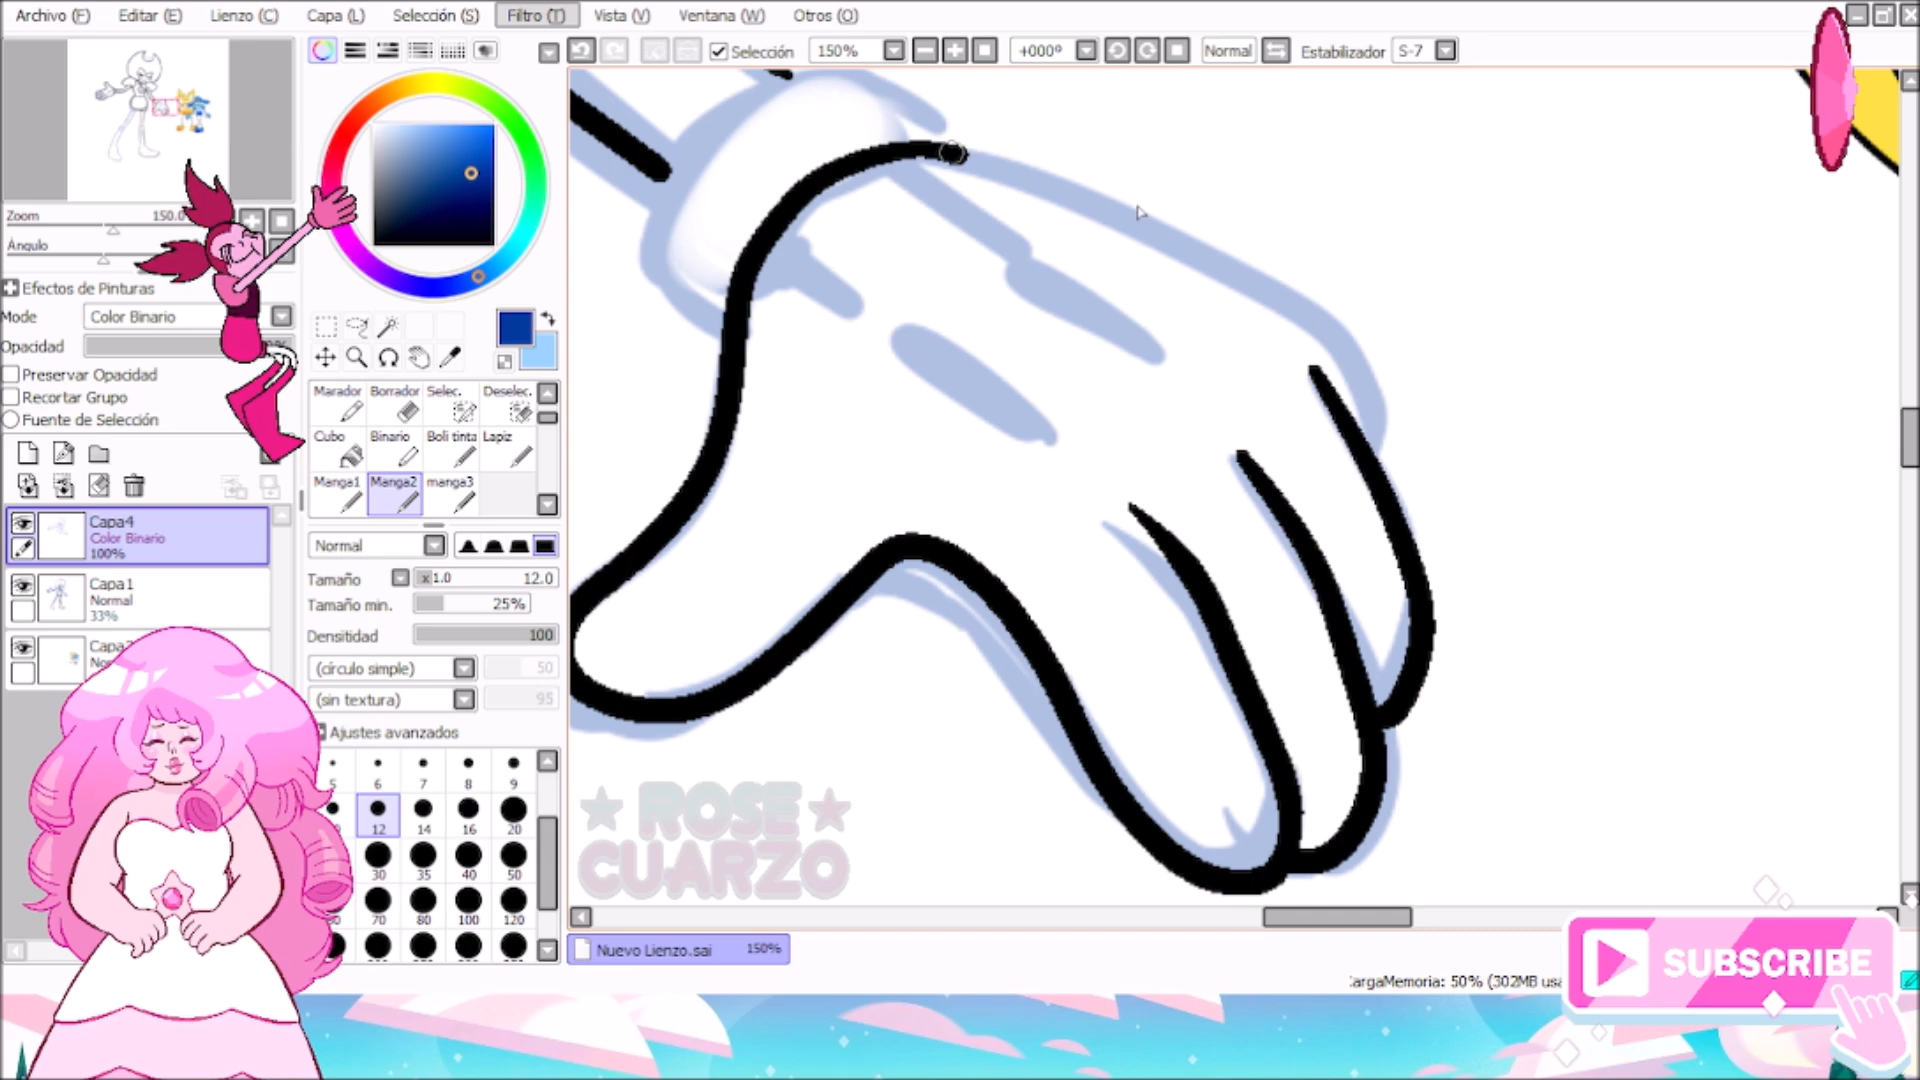 Archivo (F) Editar (E) Lienzo (C) Capa (L) Selección (S) Filtro (T) Vista (V) Ventana (W) Otros (O)
Selección 150% +000º Normal Estabilizador S-7
Zoom 150.0
Ángulo
Efectos de Pinturas
Mode Color Binario
Opacidad
Preservar Opacidad
Recortar Grupo
Fuente de Selección
Capa4
Color Binario
100%
Capa1
Normal
33%
Marador Borrador Selec. Deselec.
Cubo Binario Boli tinta Lapiz
Manga1 Manga2 manga3
Normal
Tamaño x1.0 12.0
Tamaño min. 25%
Densitidad 100
(círculo simple) 50
(sin textura) 95
Ajustes avanzados
5 6 7 8 9
12 14 16 20
30 35 40 50
70 80 100 120
ROSE
CUARZO
Nuevo Lienzo.sai 150%
argaMemoria: 50% (302MB usa
SUBSCRIBE